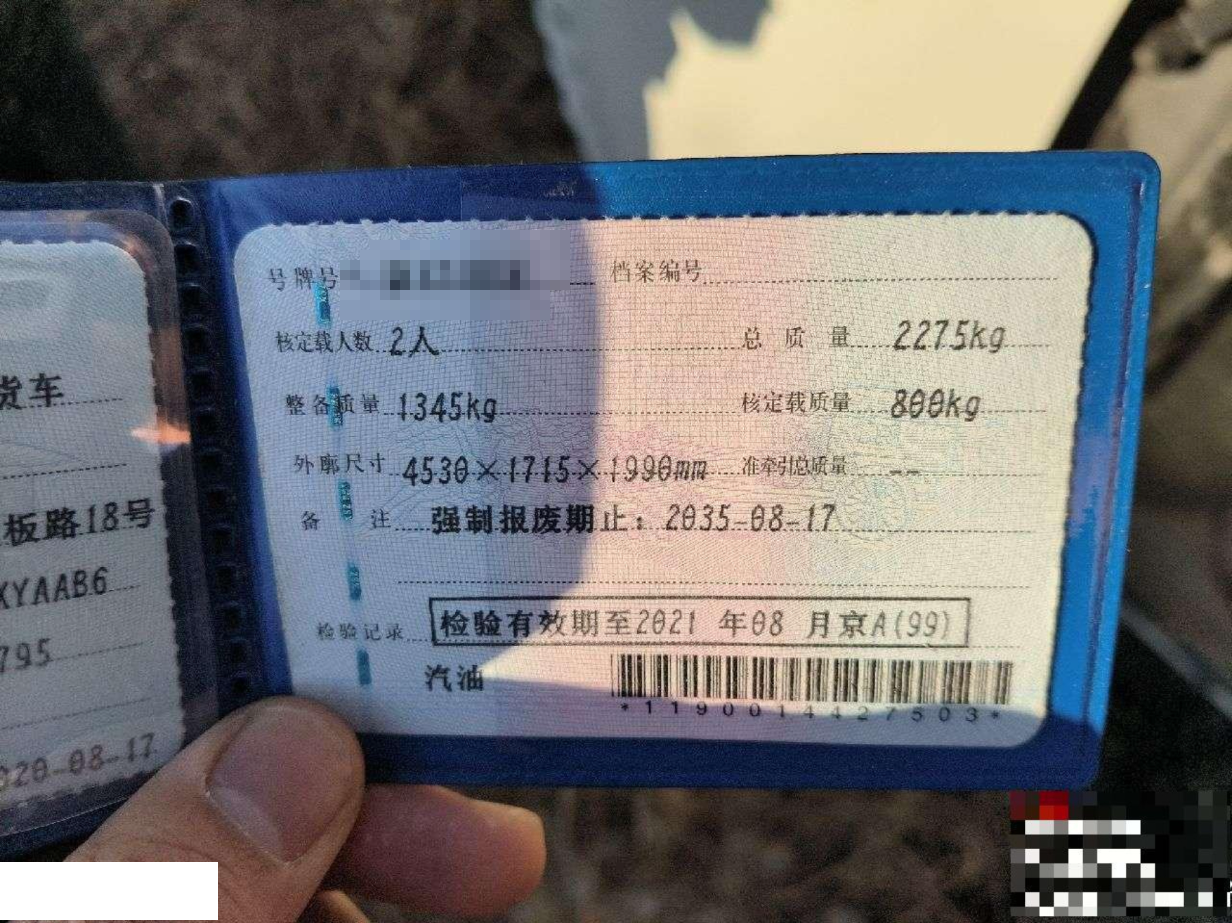 货车
板路18号
XYAAB6
795
020-08-17
号牌号
档案编号
核定载人数 2人 总质量 2275kg
整备质量 1345kg 核定载质量 800kg
外廓尺寸 4530×1715×1990mm 准牵引总质量 --
备注 强制报废期止：2035-08-17
检验记录 检验有效期至2021 年08 月京A(99)
汽油
*1190014427503*